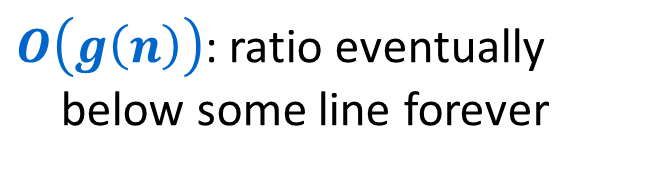 O(g(n)): ratio eventually
below some line forever